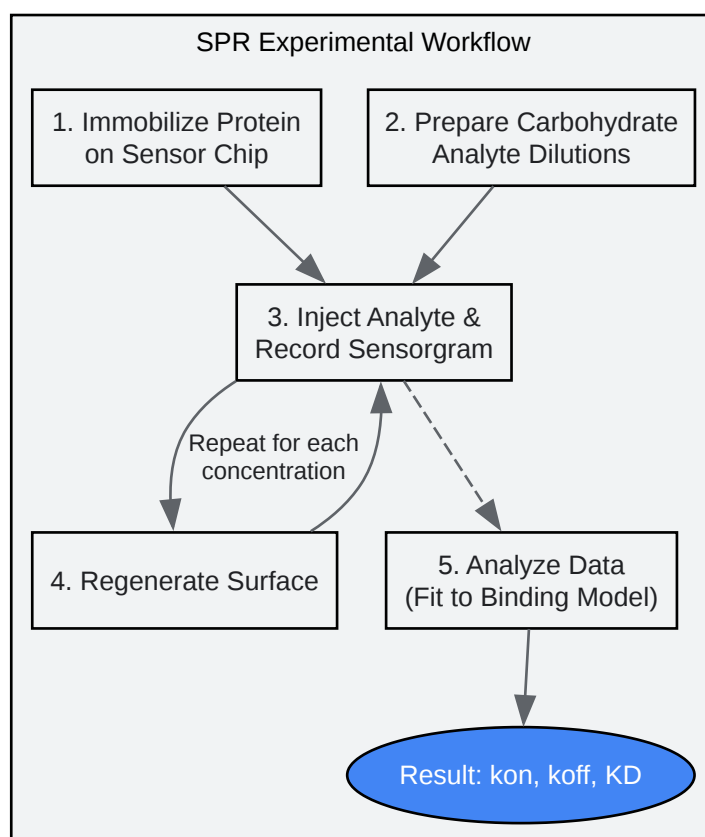 SPR Experimental Workflow
1. Immobilize Protein
on Sensor Chip
2. Prepare Carbohydrate
Analyte Dilutions
3. Inject Analyte &
Record Sensorgram
Repeat for each
concentration
4. Regenerate Surface
5. Analyze Data
(Fit to Binding Model)
Result: kon, koff, KD